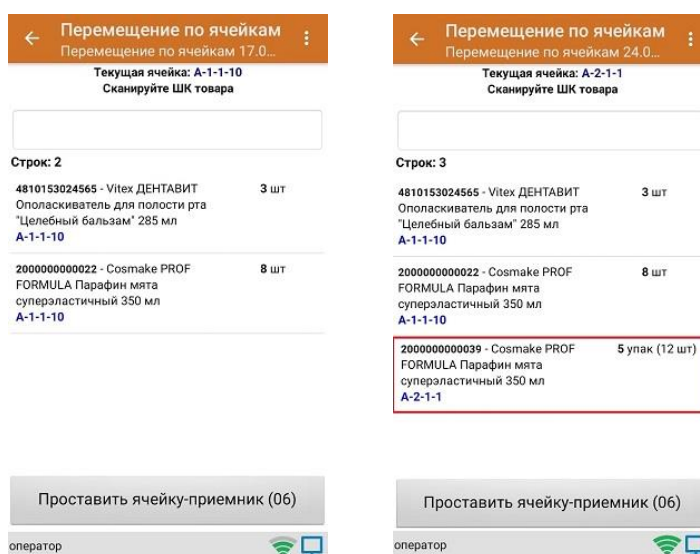 Перемещение по ячейкам
Перемещение по ячейкам 17.0...
Текущая ячейка: A-1-1-10
Сканируйте ШК товара
Строк: 2
4810153024565 - Vitex ДЕНТАВИТ 3 шт
Ополаскиватель для полости рта
"Целебный бальзам" 285 мл
A-1-1-10
2000000000022 - Cosmake PROF 8 шт
FORMULA Парафин мята
суперэластичный 350 мл
A-1-1-10
Проставить ячейку-приемник (06)
оператор
Перемещение по ячейкам
Перемещение по ячейкам 24.0...
Текущая ячейка: A-2-1-1
Сканируйте ШК товара
Строк: 3
4810153024565 - Vitex ДЕНТАВИТ 3 шт
Ополаскиватель для полости рта
"Целебный бальзам" 285 мл
A-1-1-10
2000000000022 - Cosmake PROF 8 шт
FORMULA Парафин мята
суперэластичный 350 мл
A-1-1-10
2000000000039 - Cosmake PROF 5 упак (12 шт)
FORMULA Парафин мята
суперэластичный 350 мл
A-2-1-1
Проставить ячейку-приемник (06)
оператор